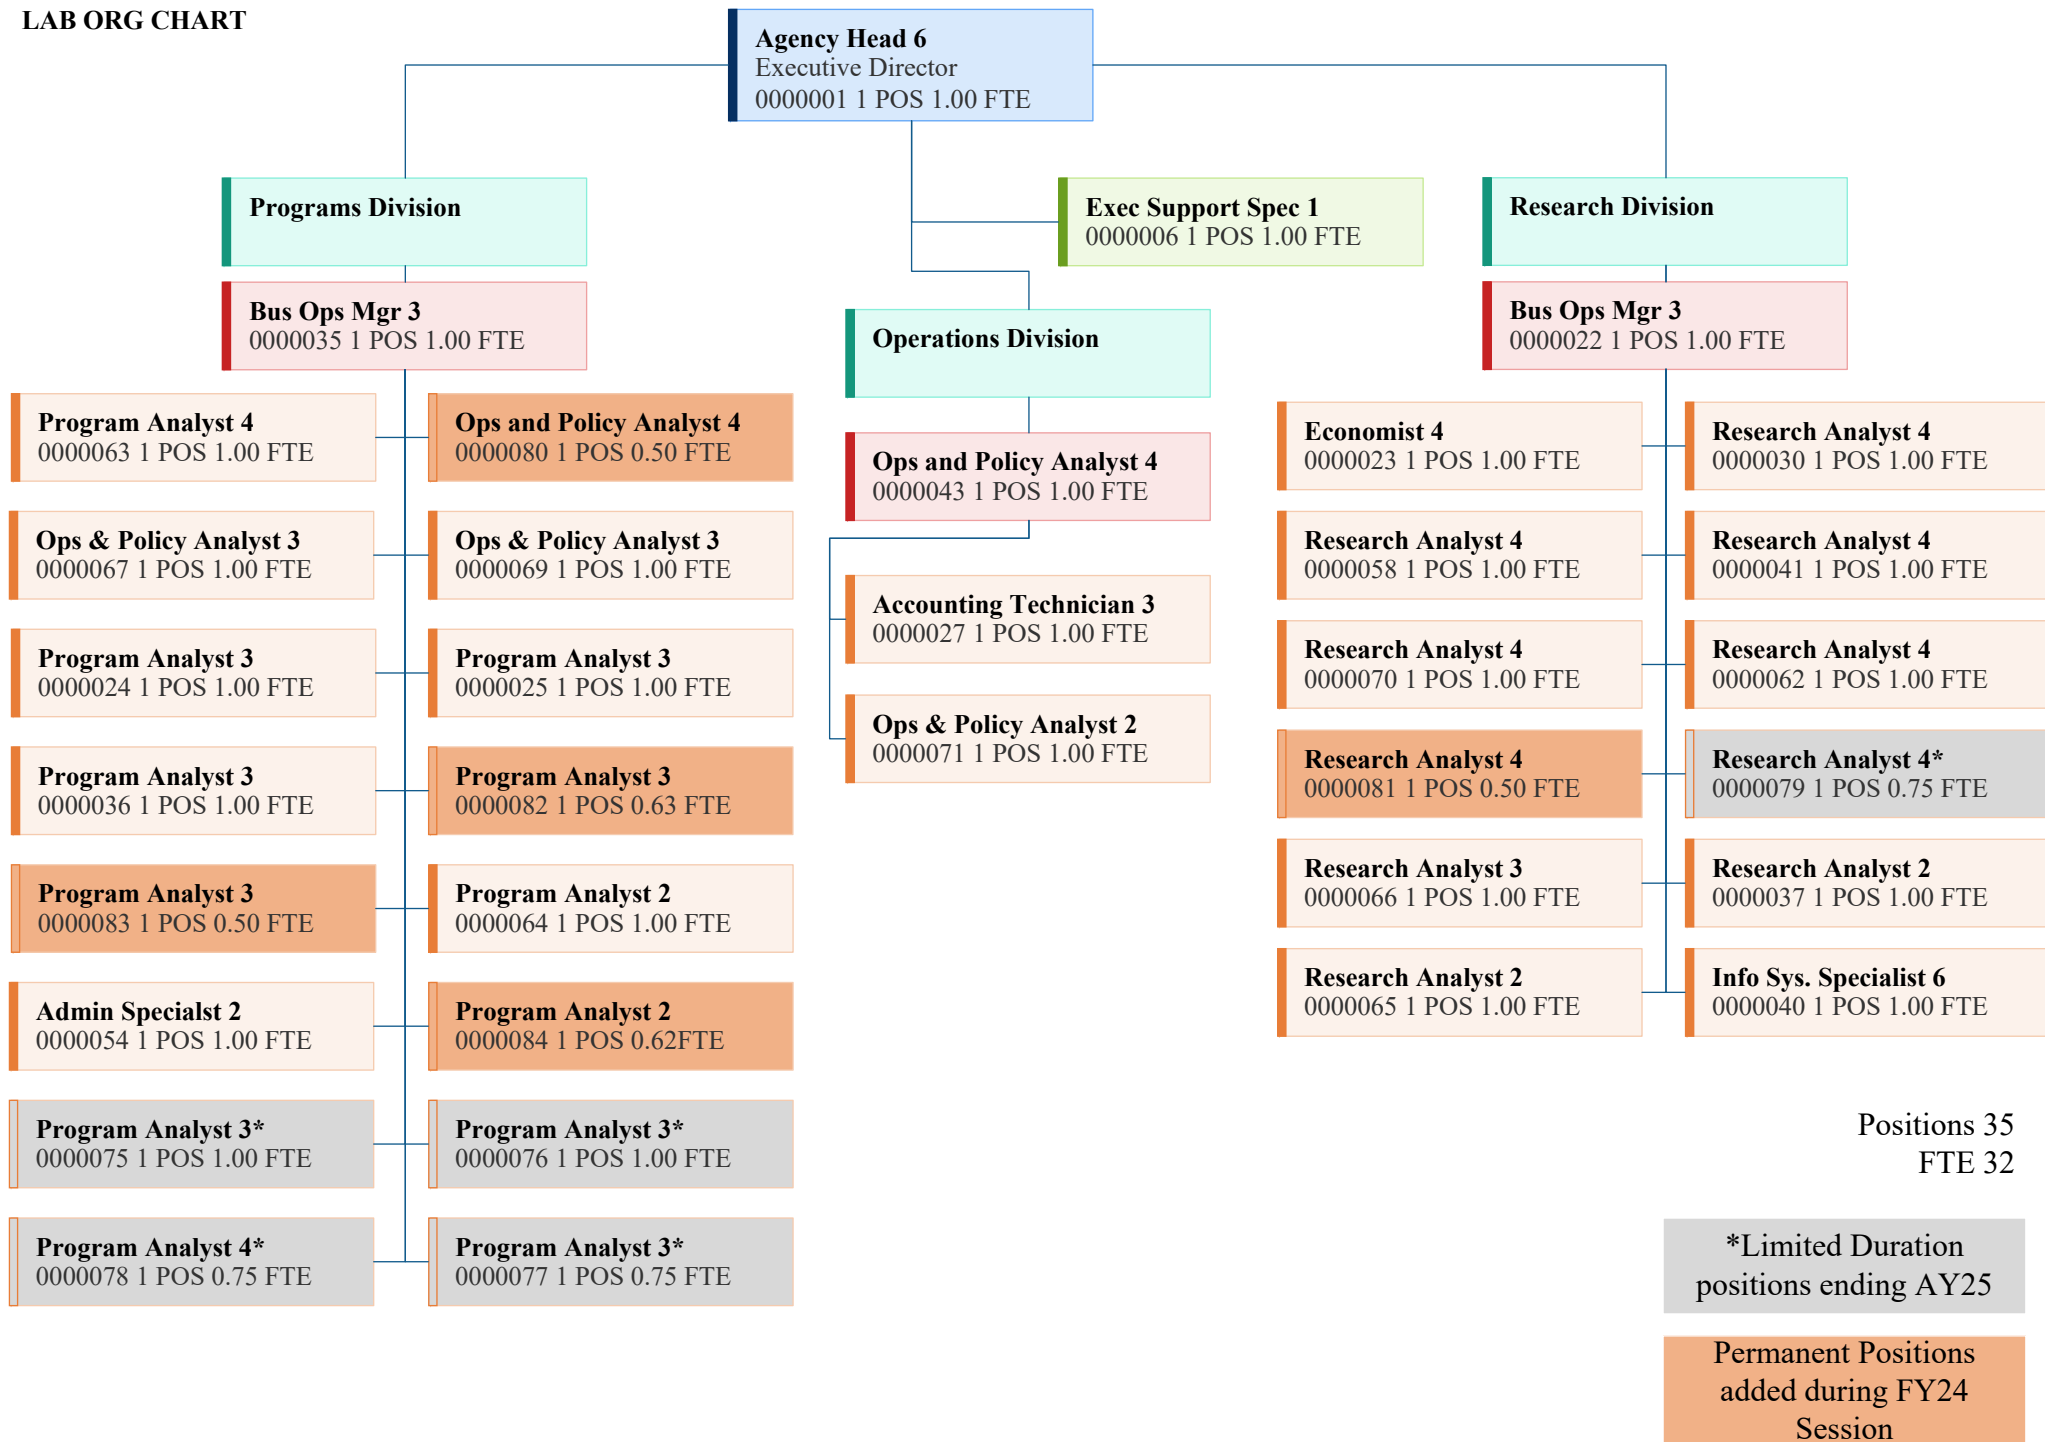 LAB ORG CHART
Agency Head 6
Executive Director
0000001 1 POS 1.00 FTE
Programs Division
Exec Support Spec 1
0000006 1 POS 1.00 FTE
Research Division
Bus Ops Mgr 3
0000035 1 POS 1.00 FTE
Operations Division
Bus Ops Mgr 3
0000022 1 POS 1.00 FTE
Program Analyst 4
0000063 1 POS 1.00 FTE
Ops and Policy Analyst 4
0000080 1 POS 0.50 FTE
Ops & Policy Analyst 3
0000067 1 POS 1.00 FTE
Ops & Policy Analyst 3
0000069 1 POS 1.00 FTE
Program Analyst 3
0000024 1 POS 1.00 FTE
Program Analyst 3
0000025 1 POS 1.00 FTE
Program Analyst 3
0000036 1 POS 1.00 FTE
Program Analyst 3
0000082 1 POS 0.63 FTE
Program Analyst 3
0000083 1 POS 0.50 FTE
Program Analyst 2
0000064 1 POS 1.00 FTE
Admin Specialst 2
0000054 1 POS 1.00 FTE
Program Analyst 2
0000084 1 POS 0.62FTE
Program Analyst 3*
0000075 1 POS 1.00 FTE
Program Analyst 3*
0000076 1 POS 1.00 FTE
Program Analyst 4*
0000078 1 POS 0.75 FTE
Program Analyst 3*
0000077 1 POS 0.75 FTE
Ops and Policy Analyst 4
0000043 1 POS 1.00 FTE
Accounting Technician 3
0000027 1 POS 1.00 FTE
Ops & Policy Analyst 2
0000071 1 POS 1.00 FTE
Economist 4
0000023 1 POS 1.00 FTE
Research Analyst 4
0000030 1 POS 1.00 FTE
Research Analyst 4
0000058 1 POS 1.00 FTE
Research Analyst 4
0000041 1 POS 1.00 FTE
Research Analyst 4
0000070 1 POS 1.00 FTE
Research Analyst 4
0000062 1 POS 1.00 FTE
Research Analyst 4
0000081 1 POS 0.50 FTE
Research Analyst 4*
0000079 1 POS 0.75 FTE
Research Analyst 3
0000066 1 POS 1.00 FTE
Research Analyst 2
0000037 1 POS 1.00 FTE
Research Analyst 2
0000065 1 POS 1.00 FTE
Info Sys. Specialist 6
0000040 1 POS 1.00 FTE
Positions 35
FTE 32
*Limited Duration
positions ending AY25
Permanent Positions
added during FY24
Session